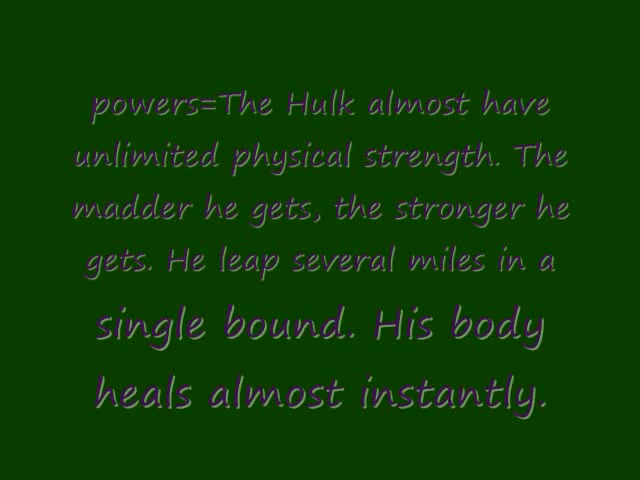 powers=The Hulk almost have
unlimited physical strength. The
madder he gets, the stronger he
gets. He leap several miles in a
single bound. His body
heals almost instantly.